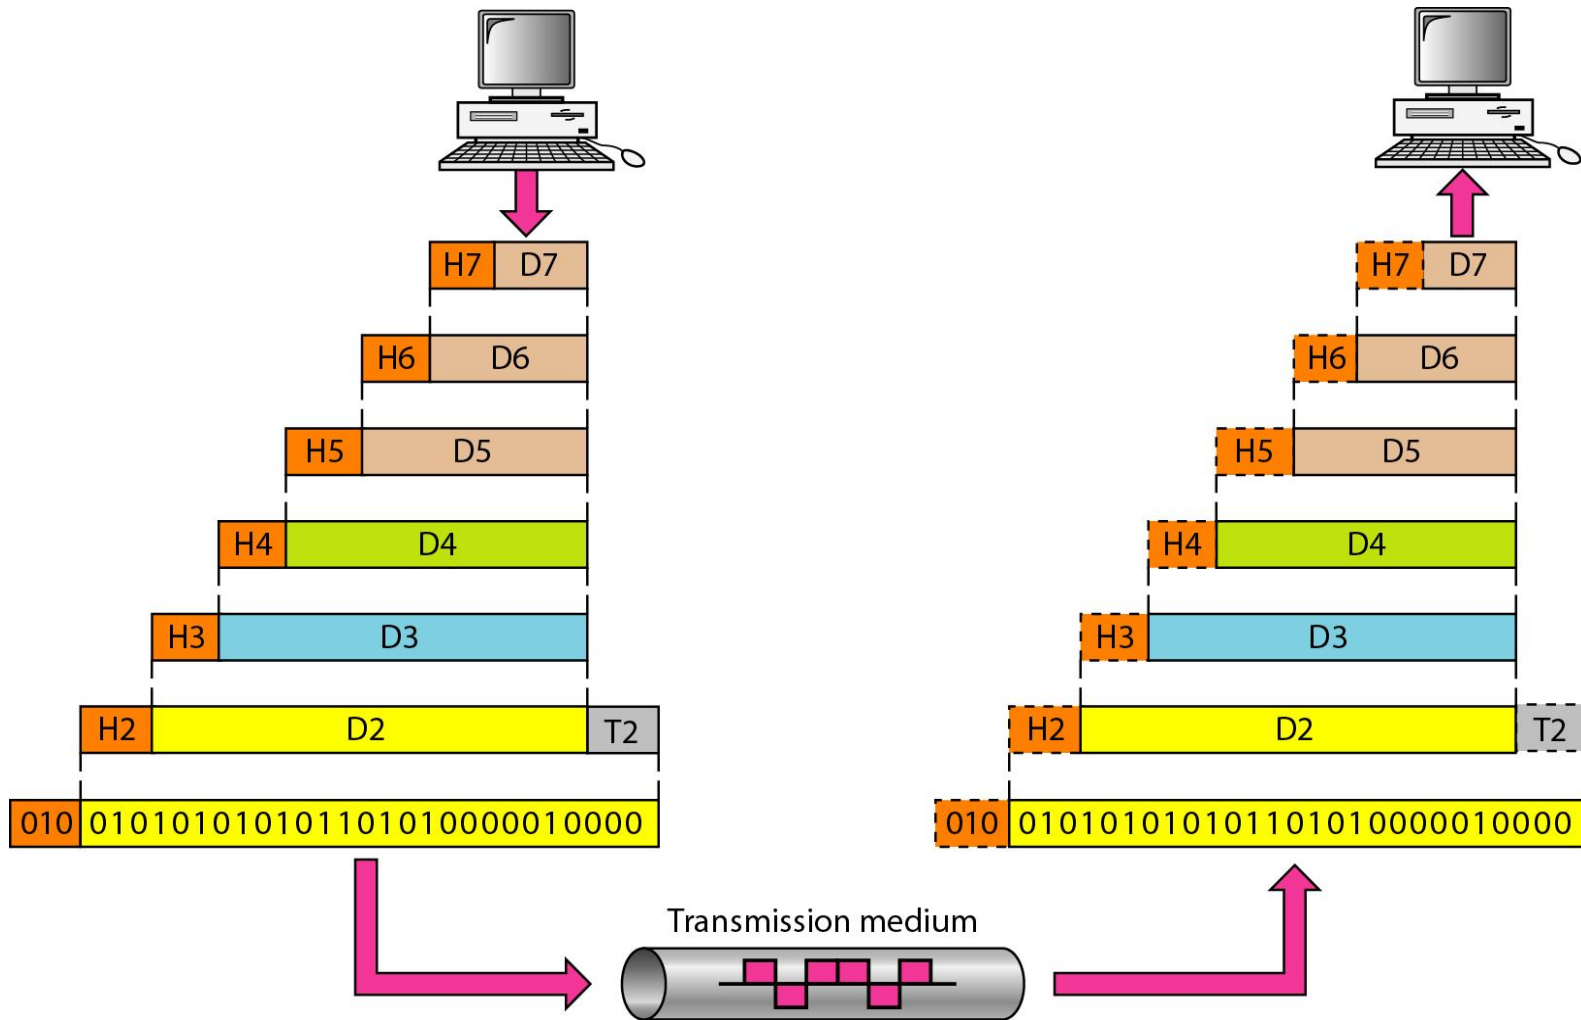 H7 D7 H7 D7
H6 D6 H6 D6
H5 D5 H5 D5
H4 D4 H4 D4
H3 D3 H3 D3
H2 D2 T2 H2 D2 T2
010 010101010101101010000010000 010 010101010101101010000010000
Transmission medium